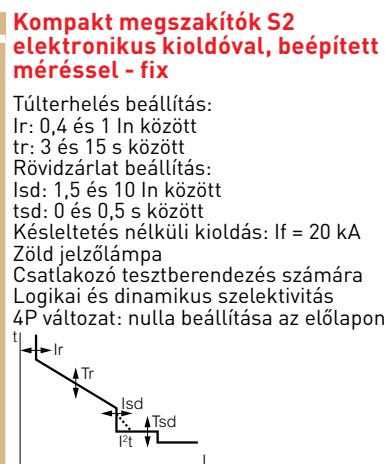 Kompakt megszakítók S2
elektronikus kioldóval, beépített
méréssel - fix
Túlterhelés beállítás:
Ir: 0,4 és 1 In között
tr: 3 és 15 s között
Rövidzárlat beállítás:
Isd: 1,5 és 10 In között
tsd: 0 és 0,5 s között
Késleltetés nélküli kioldás: If = 20 kA
Zöld jelzőlámpa
Csatlakozó tesztberendezés számára
Logikai és dinamikus szelektivitás
4P változat: nulla beállítása az előlapon
t
Ir
Tr
Isd
Tsd
I²t
I